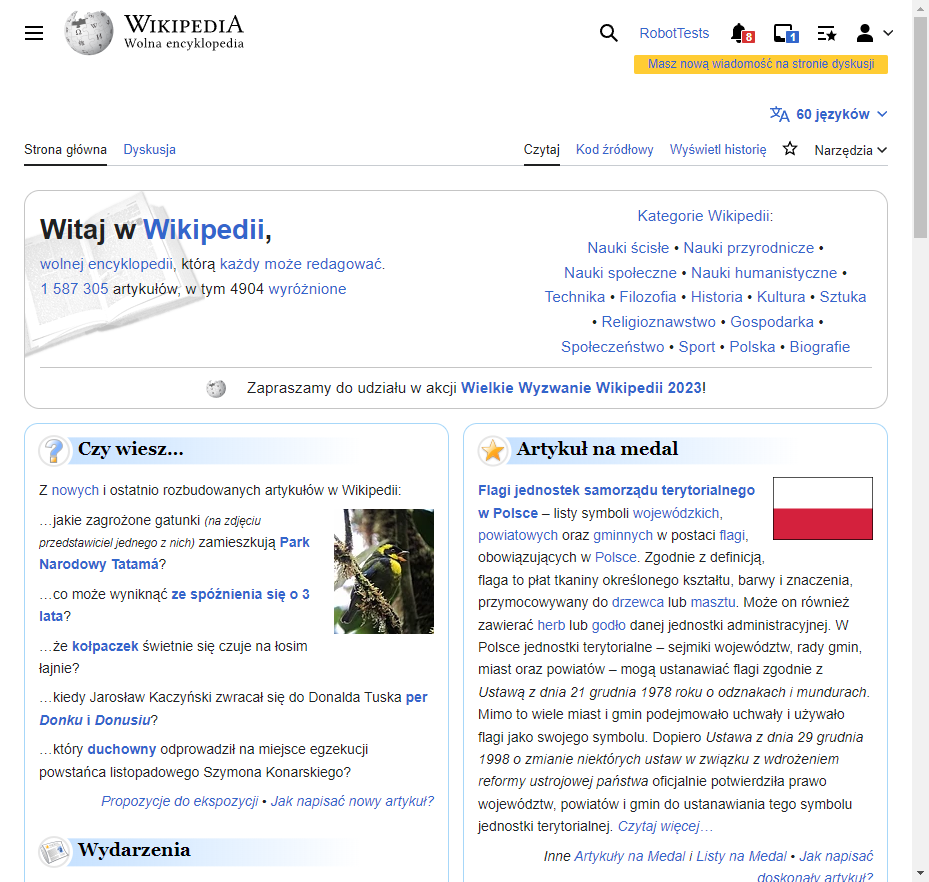 WIKIPEDIA
Wolna encyklopedia
RobotTests
8
1
Masz nową wiadomość na stronie dyskusji
60 języków
Strona główna Dyskusja Czytaj Kod źródłowy Wyświetl historię Narzędzia
Witaj w Wikipedii,
wolnej encyklopedii, którą każdy może redagować.
1 587 305 artykułów, w tym 4904 wyróżnione
Kategorie Wikipedii:
Nauki ścisłe • Nauki przyrodnicze •
Nauki społeczne • Nauki humanistyczne •
Technika • Filozofia • Historia • Kultura • Sztuka
• Religioznawstwo • Gospodarka •
Społeczeństwo • Sport • Polska • Biografie
Zapraszamy do udziału w akcji Wielkie Wyzwanie Wikipedii 2023!
Czy wiesz...
Z nowych i ostatnio rozbudowanych artykułów w Wikipedii:
…jakie zagrożone gatunki (na zdjęciu
przedstawiciel jednego z nich) zamieszkują Park
Narodowy Tatamá?
…co może wyniknąć ze spóźnienia się o 3
lata?
…że kołpaczek świetnie się czuje na łosim
łajnie?
…kiedy Jarosław Kaczyński zwracał się do Donalda Tuska per
Donku i Donusiu?
…który duchowny odprowadził na miejsce egzekucji
powstańca listopadowego Szymona Konarskiego?
Propozycje do ekspozycji • Jak napisać nowy artykuł?
Wydarzenia
Artykuł na medal
Flagi jednostek samorządu terytorialnego
w Polsce – listy symboli wojewódzkich,
powiatowych oraz gminnych w postaci flagi,
obowiązujących w Polsce. Zgodnie z definicją,
flaga to płat tkaniny określonego kształtu, barwy i znaczenia,
przymocowywany do drzewca lub masztu. Może on również
zawierać herb lub godło danej jednostki administracyjnej. W
Polsce jednostki terytorialne – sejmiki województw, rady gmin,
miast oraz powiatów – mogą ustanawiać flagi zgodnie z
Ustawą z dnia 21 grudnia 1978 roku o odznakach i mundurach.
Mimo to wiele miast i gmin podejmowało uchwały i używało
flagi jako swojego symbolu. Dopiero Ustawa z dnia 29 grudnia
1998 o zmianie niektórych ustaw w związku z wdrożeniem
reformy ustrojowej państwa oficjalnie potwierdziła prawo
województw, powiatów i gmin do ustanawiania tego symbolu
jednostki terytorialnej. Czytaj więcej…
Inne Artykuły na Medal i Listy na Medal • Jak napisać
doskonały artykuł?